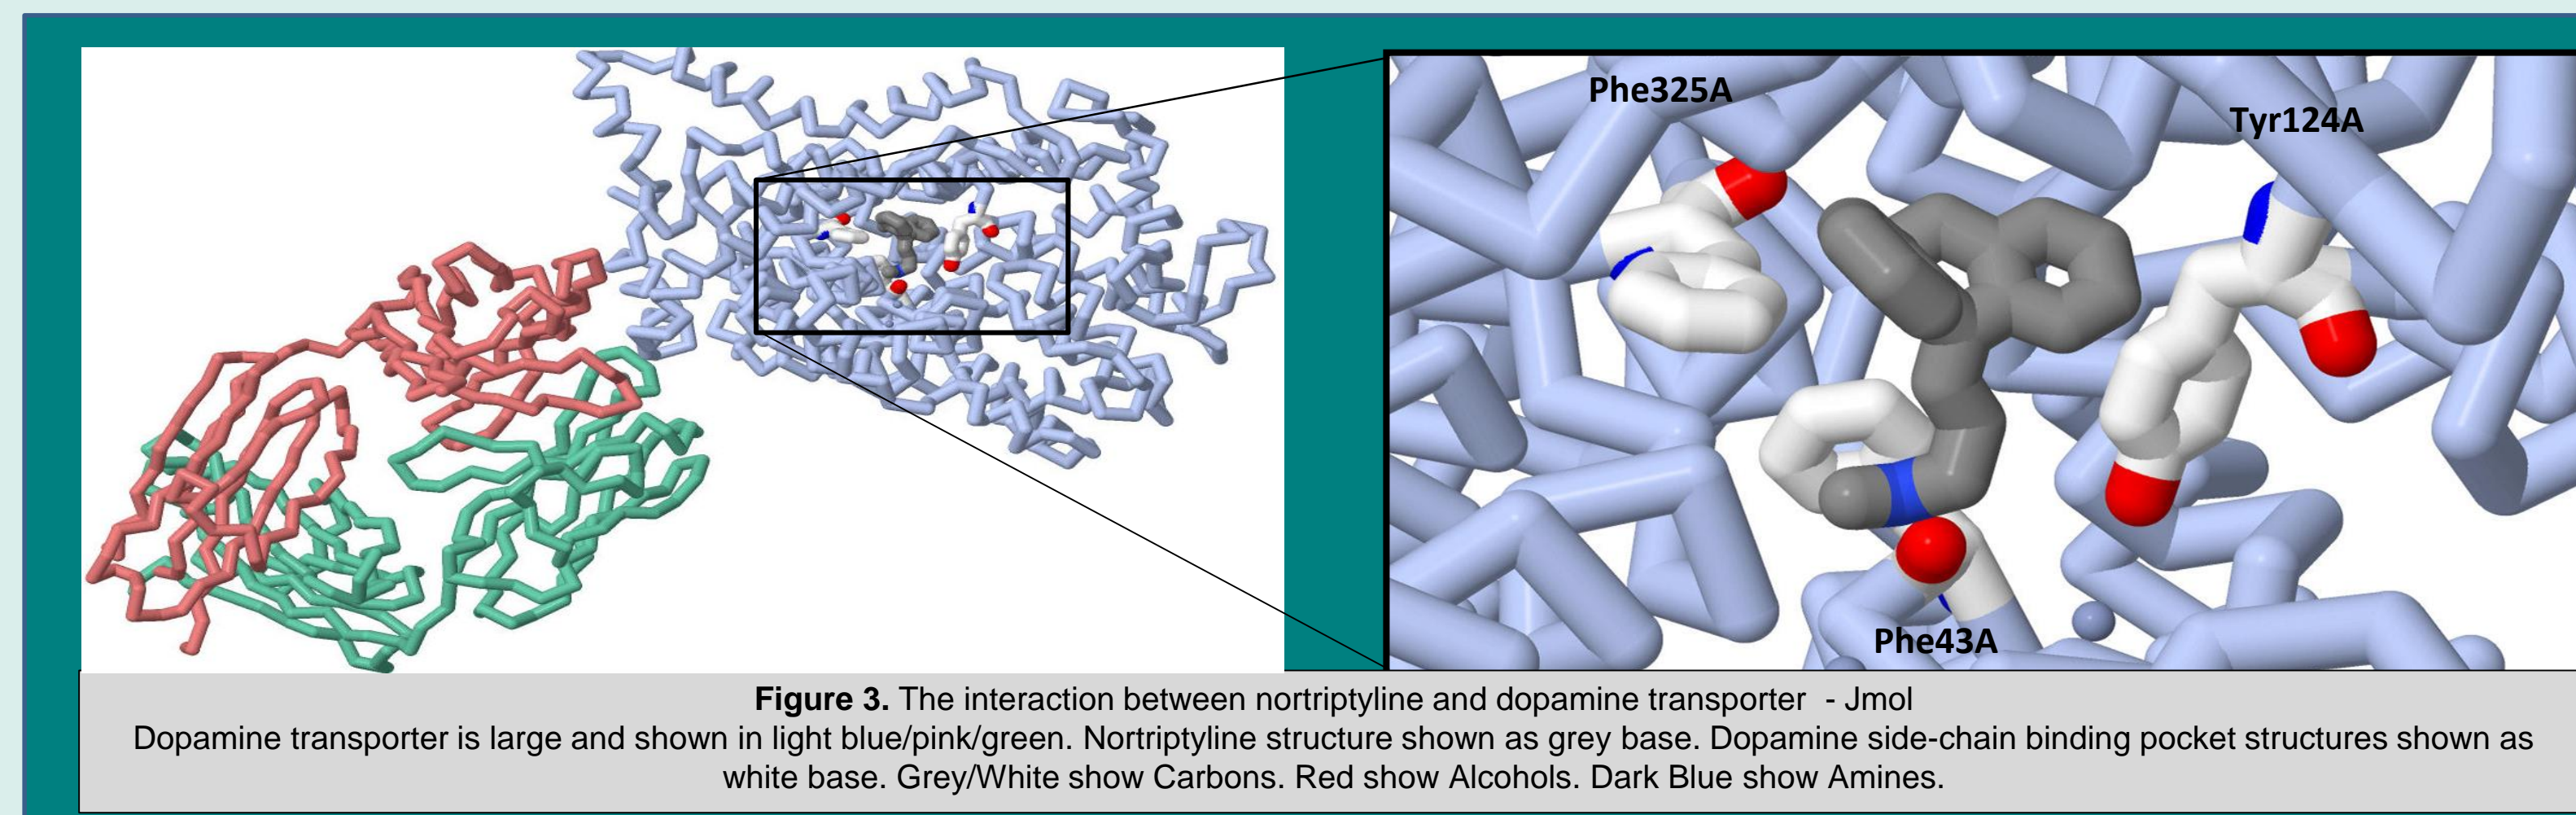 Phe325A
Tyr124A
Phe43A
Figure 3. The interaction between nortriptyline and dopamine transporter  - Jmol
Dopamine transporter is large and shown in light blue/pink/green. Nortriptyline structure shown as grey base. Dopamine side-chain binding pocket structures shown as
white base. Grey/White show Carbons. Red show Alcohols. Dark Blue show Amines.